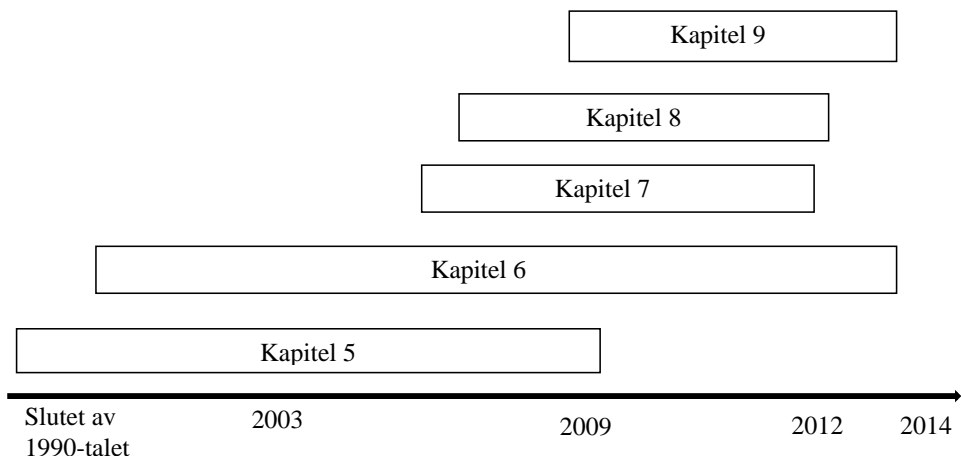 Kapitel 9
Kapitel 8
Kapitel 7
Kapitel 6
Kapitel 5
Slutet av
1990-talet
2003
2009
2012
2014